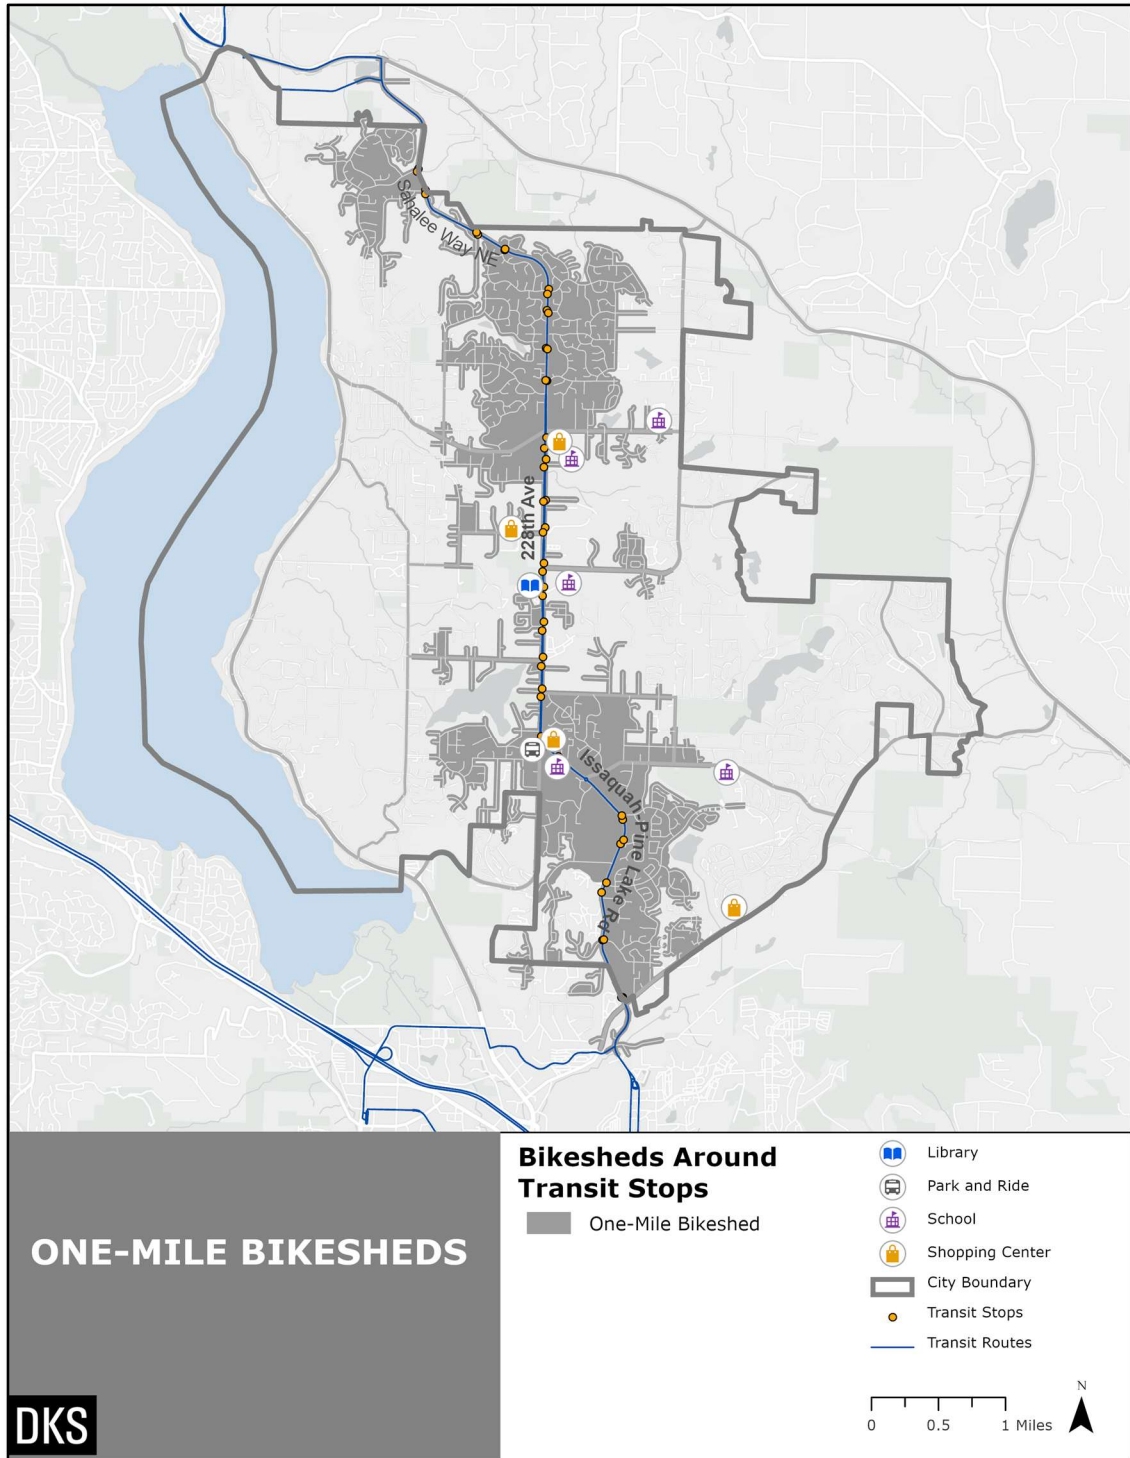 Sahalee Way NE
228th Ave
Issaquah-Pine Lake Rd
ONE-MILE BIKESHEDS
DKS
Bikesheds Around
Transit Stops
One-Mile Bikeshed
Library
Park and Ride
School
Shopping Center
City Boundary
Transit Stops
Transit Routes
N
0 0.5 1 Miles